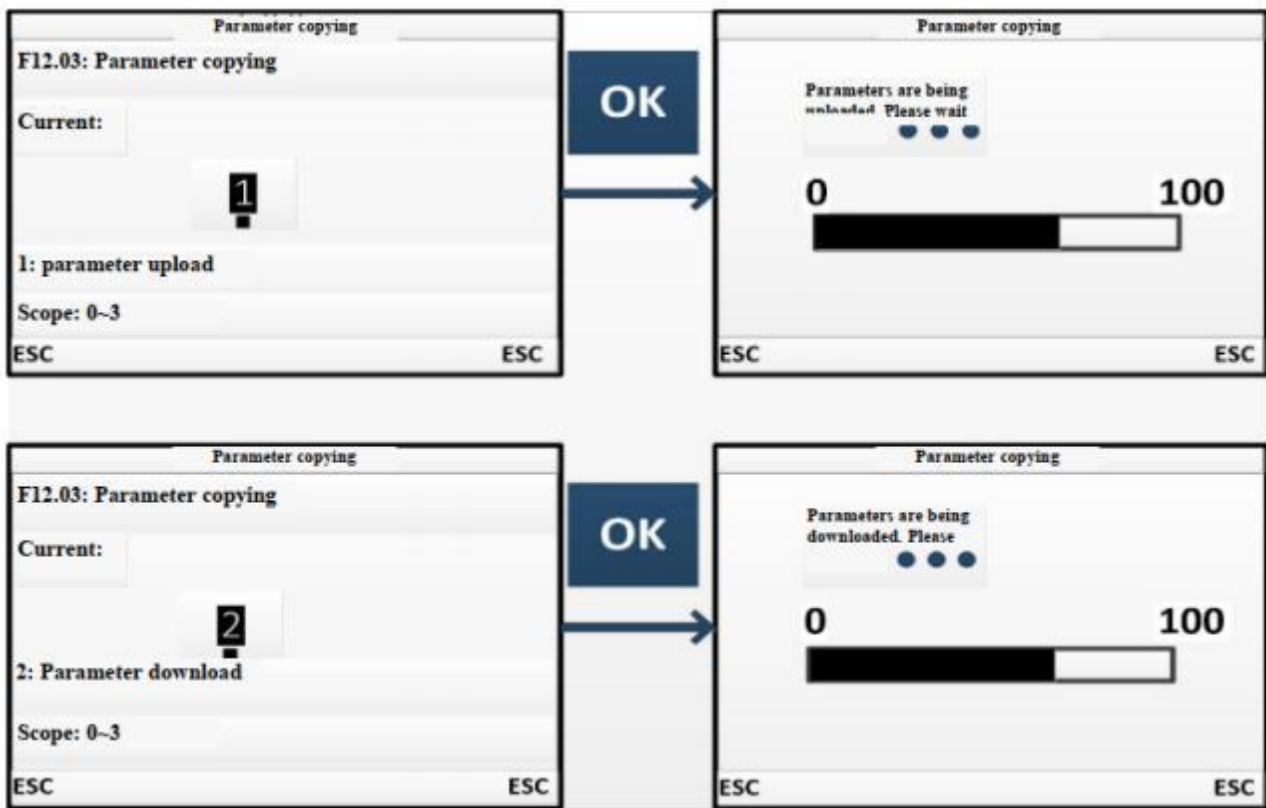 Parameter copying
F12.03: Parameter copying
Current:
1
1: parameter upload
Scope: 0~3
ESC ESC
OK
Parameter copying
Parameters are being
uploaded. Please wait
0 100
ESC ESC
Parameter copying
F12.03: Parameter copying
Current:
2
2: Parameter download
Scope: 0~3
ESC ESC
OK
Parameter copying
Parameters are being
downloaded. Please
0 100
ESC ESC